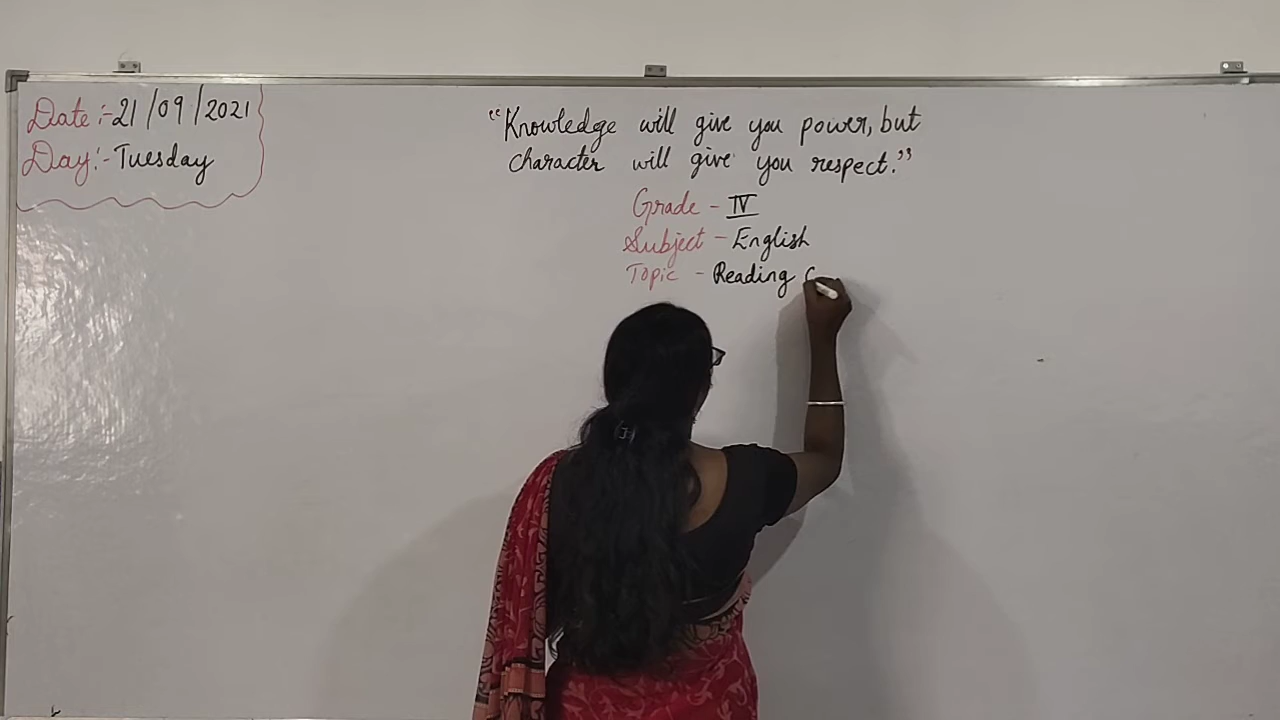 Date:-21/09/2021
Day:-Tuesday
"Knowledge will give you power, but
character will give you respect."
Grade - IV
Subject - English
Topic - Reading C